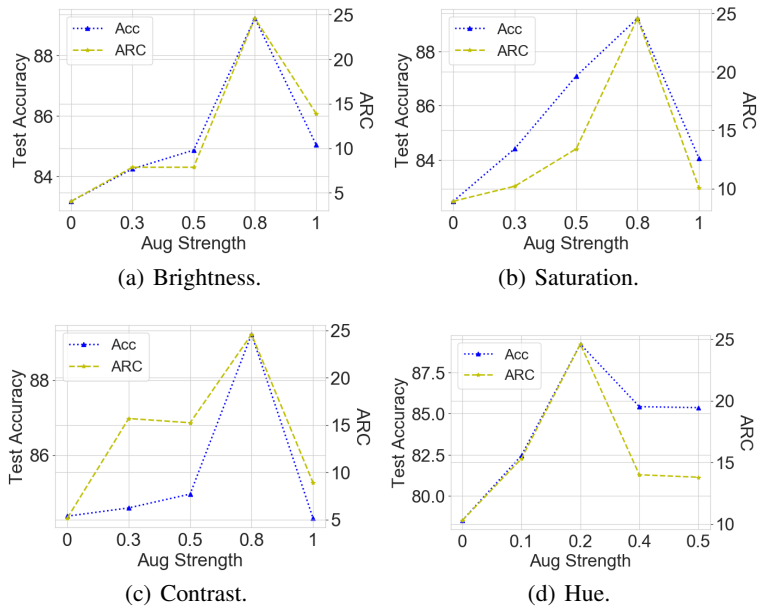 Acc
ARC
88
86
84
25
20
15
10
5
Test Accuracy
ARC
0 0.3 0.5 0.8 1
Aug Strength
(a) Brightness.
Acc
ARC
88
86
84
25
20
15
10
Test Accuracy
ARC
0 0.3 0.5 0.8 1
Aug Strength
(b) Saturation.
Acc
ARC
88
86
25
20
15
10
5
Test Accuracy
ARC
0 0.3 0.5 0.8 1
Aug Strength
(c) Contrast.
Acc
ARC
87.5
85.0
82.5
80.0
25
20
15
10
Test Accuracy
ARC
0 0.1 0.2 0.4 0.5
Aug Strength
(d) Hue.